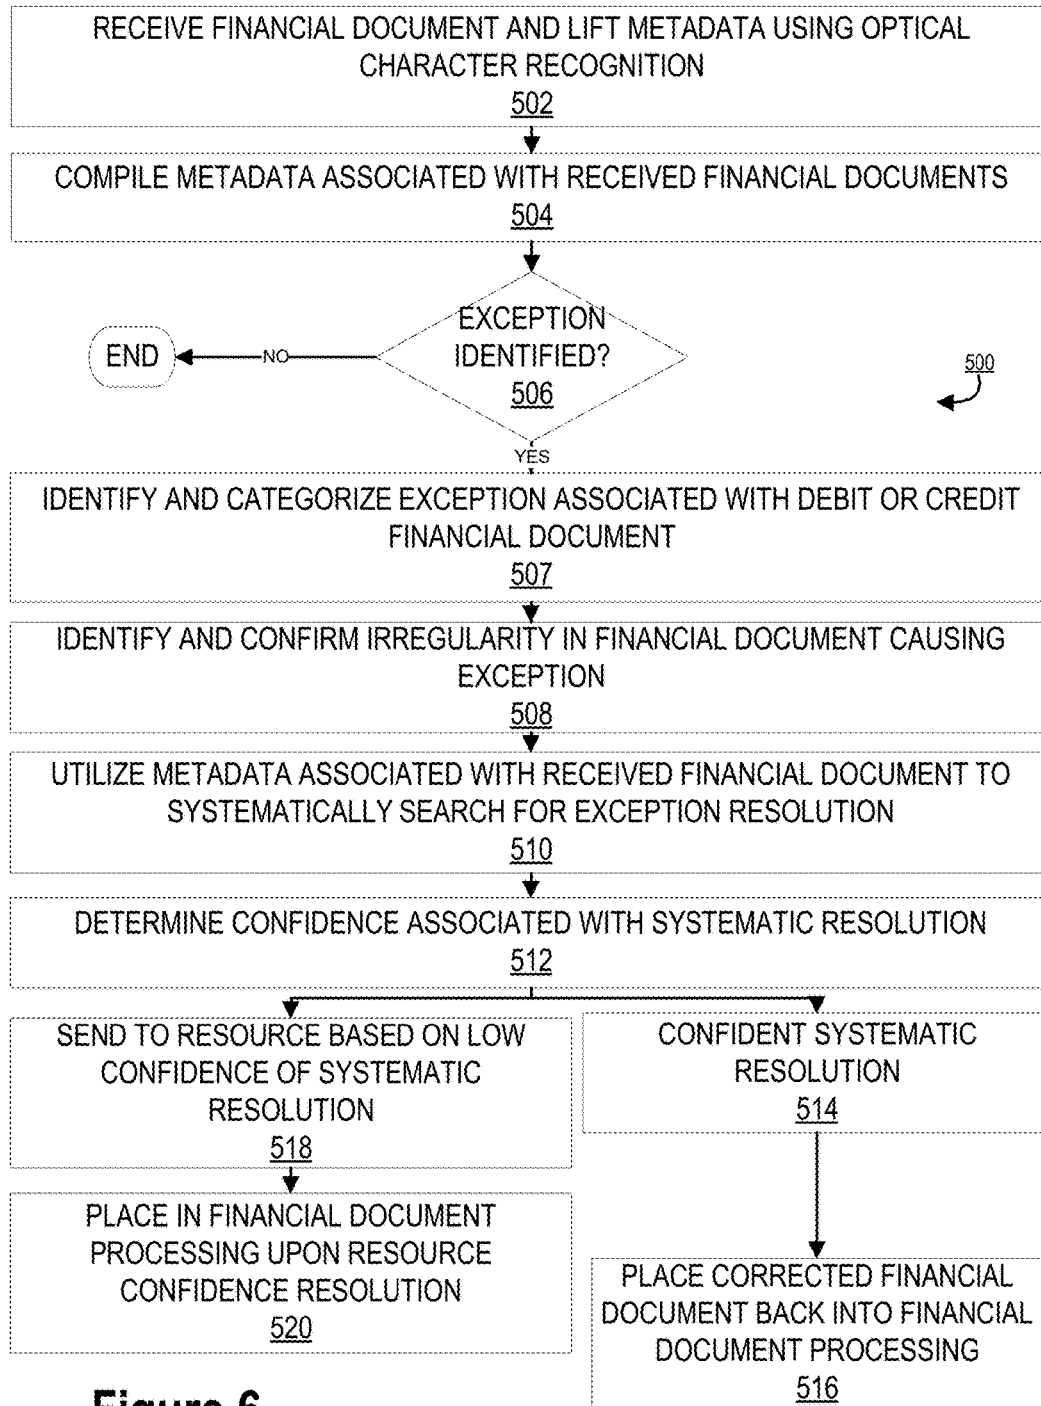 RECEIVE FINANCIAL DOCUMENT AND LIFT METADATA USING OPTICAL
CHARACTER RECOGNITION
502
COMPILE METADATA ASSOCIATED WITH RECEIVED FINANCIAL DOCUMENTS
504
EXCEPTION
IDENTIFIED?
506
END
NO
500
YES
IDENTIFY AND CATEGORIZE EXCEPTION ASSOCIATED WITH DEBIT OR CREDIT
FINANCIAL DOCUMENT
507
IDENTIFY AND CONFIRM IRREGULARITY IN FINANCIAL DOCUMENT CAUSING
EXCEPTION
508
UTILIZE METADATA ASSOCIATED WITH RECEIVED FINANCIAL DOCUMENT TO
SYSTEMATICALLY SEARCH FOR EXCEPTION RESOLUTION
510
DETERMINE CONFIDENCE ASSOCIATED WITH SYSTEMATIC RESOLUTION
512
SEND TO RESOURCE BASED ON LOW
CONFIDENCE OF SYSTEMATIC
RESOLUTION
518
CONFIDENT SYSTEMATIC
RESOLUTION
514
PLACE IN FINANCIAL DOCUMENT
PROCESSING UPON RESOURCE
CONFIDENCE RESOLUTION
520
PLACE CORRECTED FINANCIAL
DOCUMENT BACK INTO FINANCIAL
DOCUMENT PROCESSING
516
Figure 6